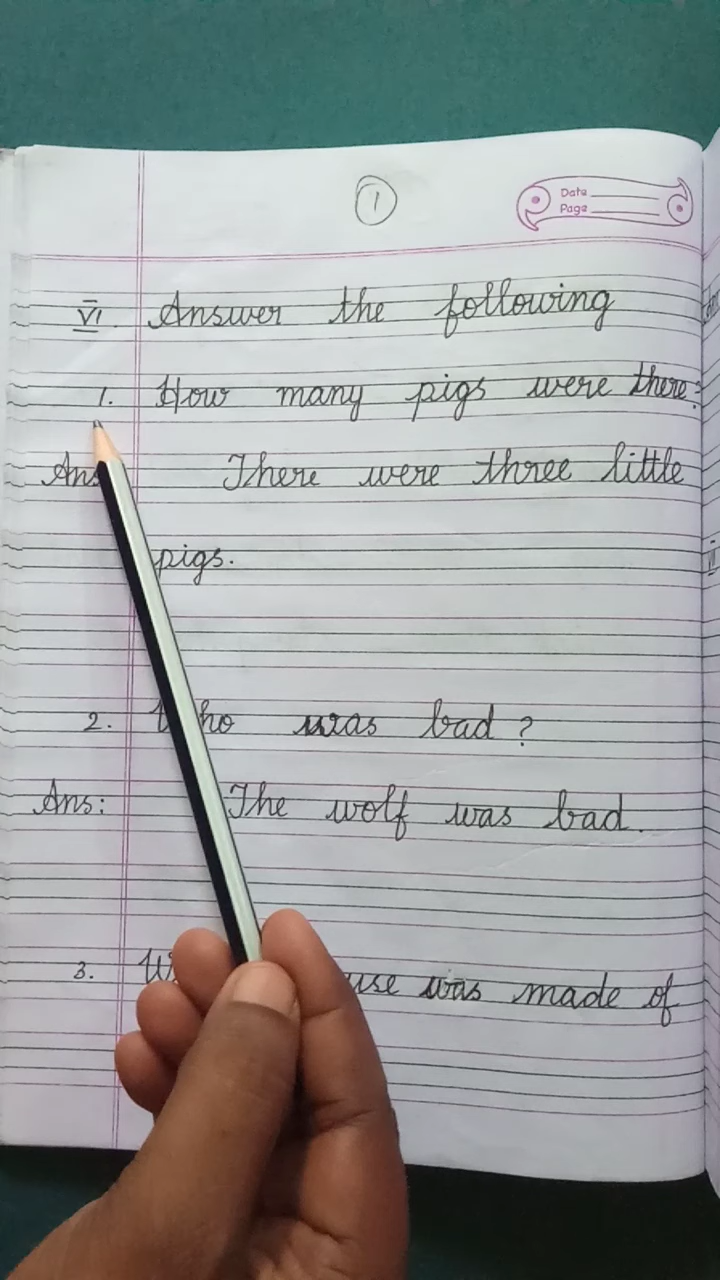 1
Date
Page
VI. Answer the following
1. How many pigs were there?
Ans There were three little
pigs.
2. Who was bad?
Ans: The wolf was bad.
3. was made of